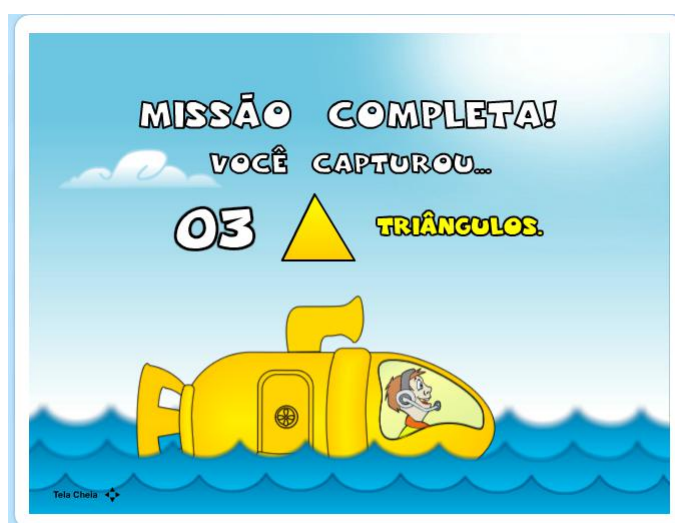 MISSÃO COMPLETA!
VOCÊ CAPTUROU...
03 TRIÂNGULOS.
Tela Cheia